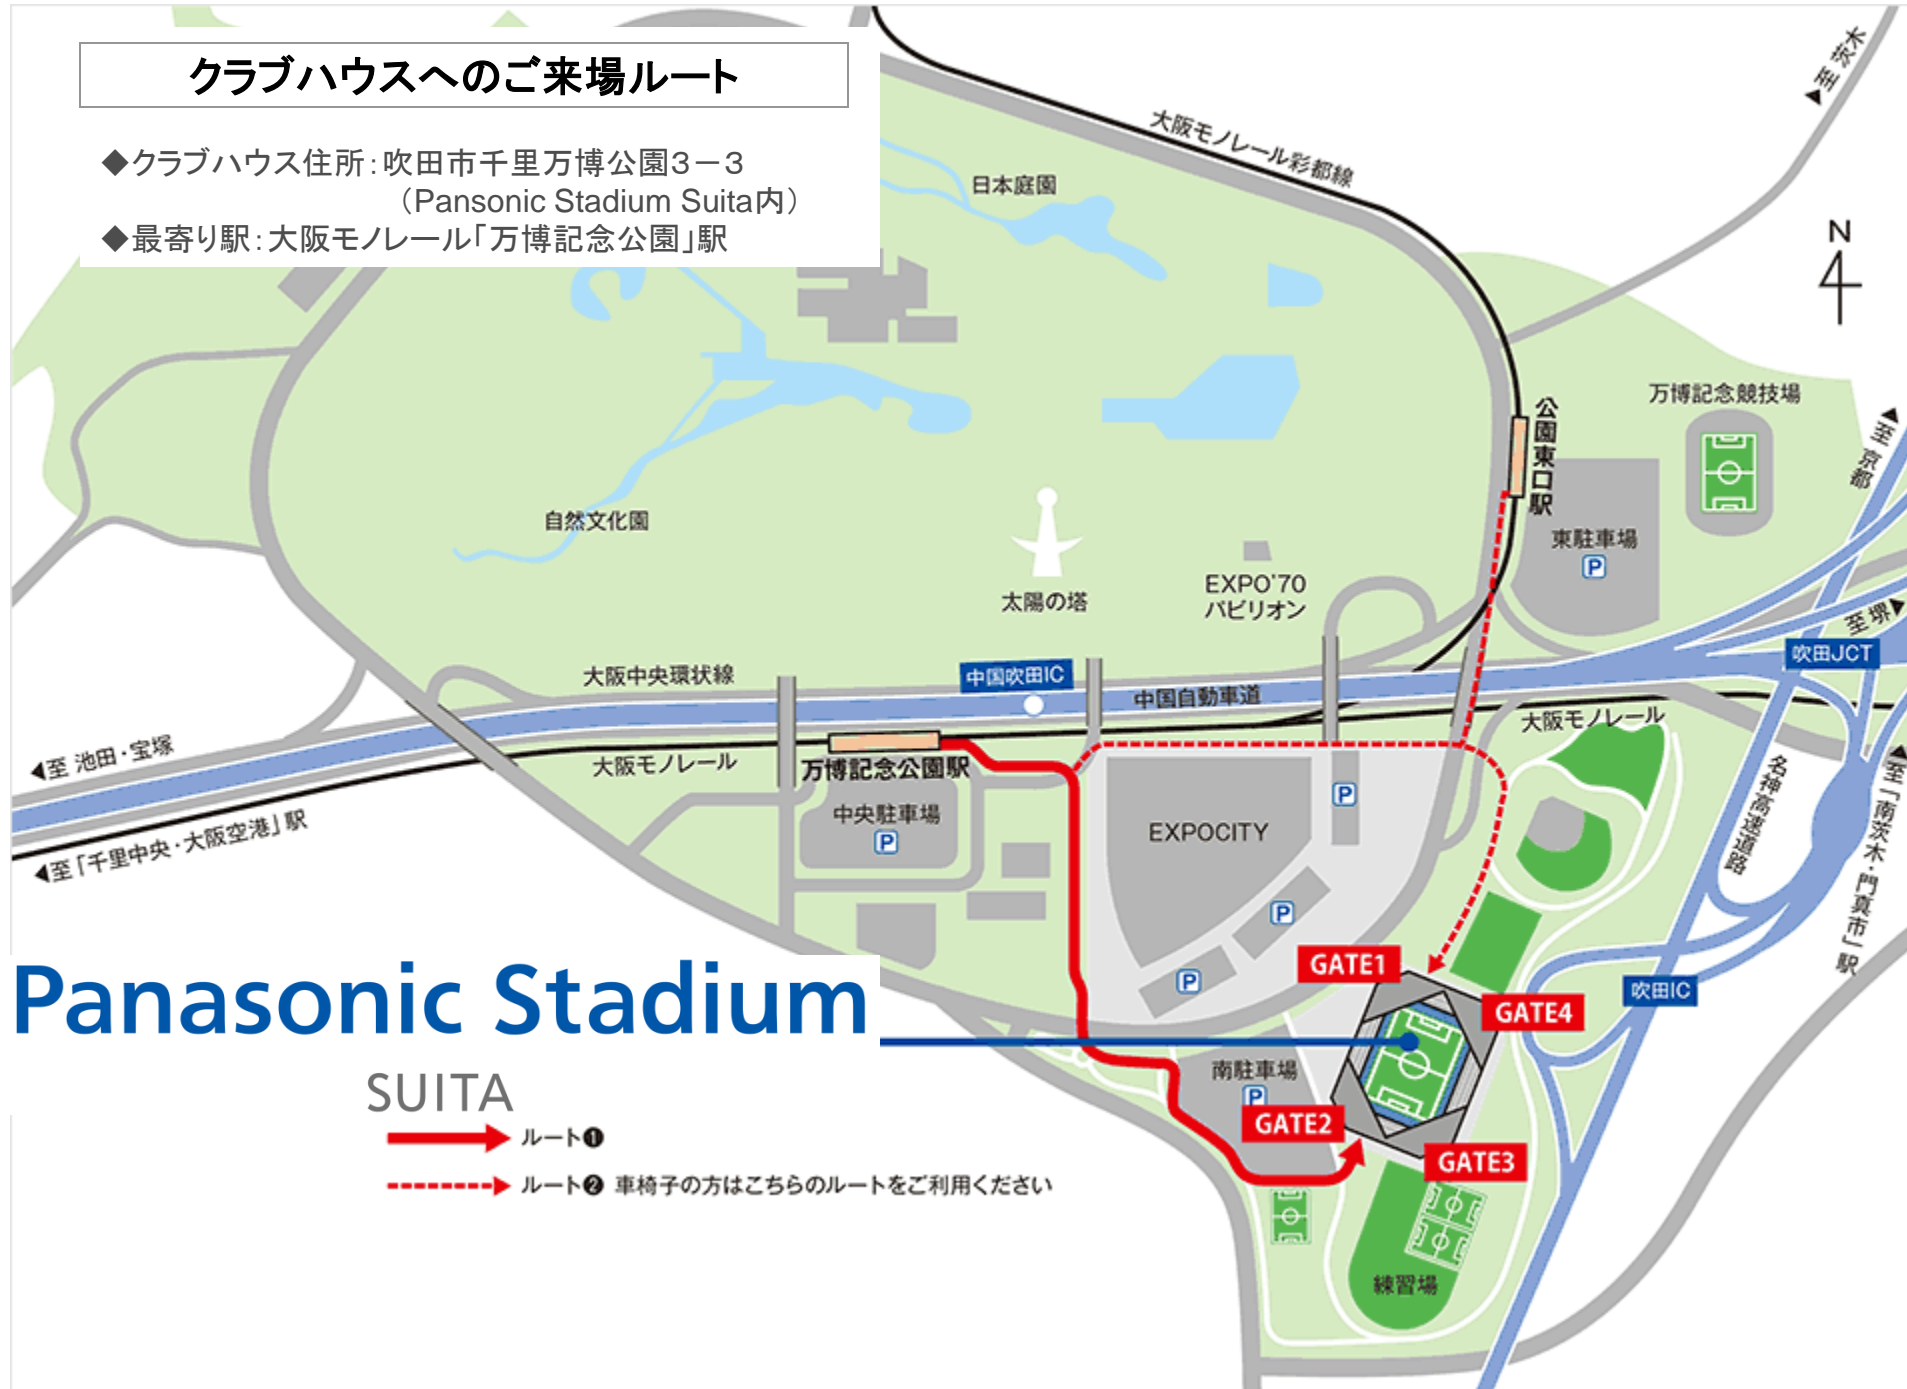 クラブハウスへのご来場ルート
◆クラブハウス住所：吹田市千里万博公園３－３
（Pansonic Stadium Suita内）
◆最寄り駅：大阪モノレール「万博記念公園」駅
▲至 茨木
大阪モノレール彩都線
日本庭園
N
万博記念競技場
公園東口駅
▲至 京都
自然文化園
東駐車場
P
太陽の塔
EXPO'70
パビリオン
至 堺▶
吹田JCT
大阪中央環状線
中国吹田IC
中国自動車道
大阪モノレール
◀至 池田・宝塚
大阪モノレール
万博記念公園駅
名神高速道路
▲至「南茨木・門真市」駅
P
中央駐車場
P
EXPOCITY
◀至「千里中央・大阪空港」駅
P
GATE1
P
吹田IC
GATE4
Panasonic Stadium
SUITA
南駐車場
P
GATE2
GATE3
ルート❶
ルート❷ 車椅子の方はこちらのルートをご利用ください
練習場